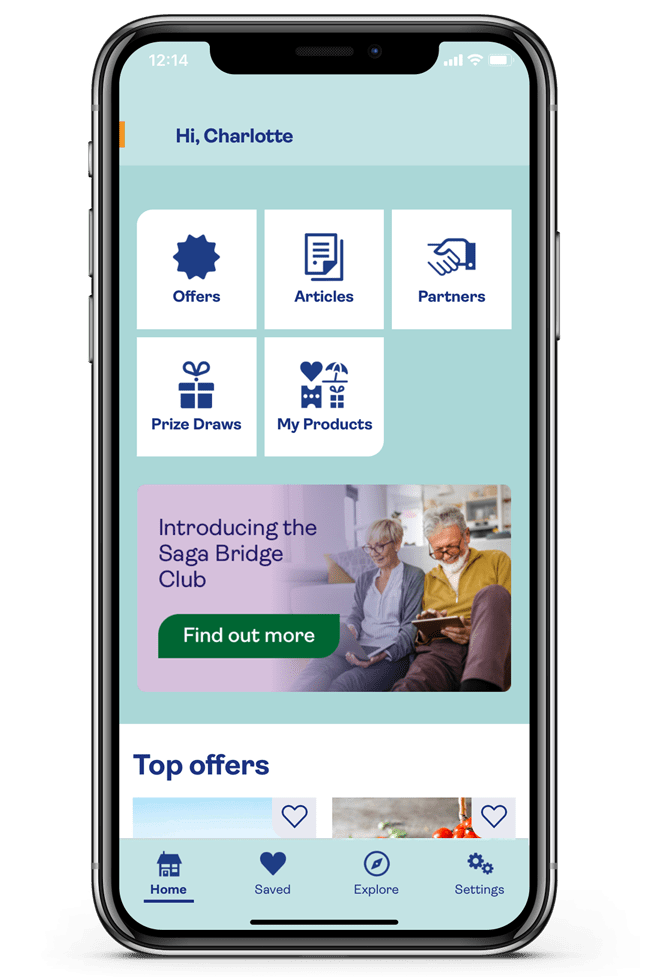 12:14
Hi, Charlotte
Offers
Articles
Partners
Prize Draws
My Products
Introducing the
Saga Bridge
Club
Find out more
Top offers
Home
Saved
Explore
Settings